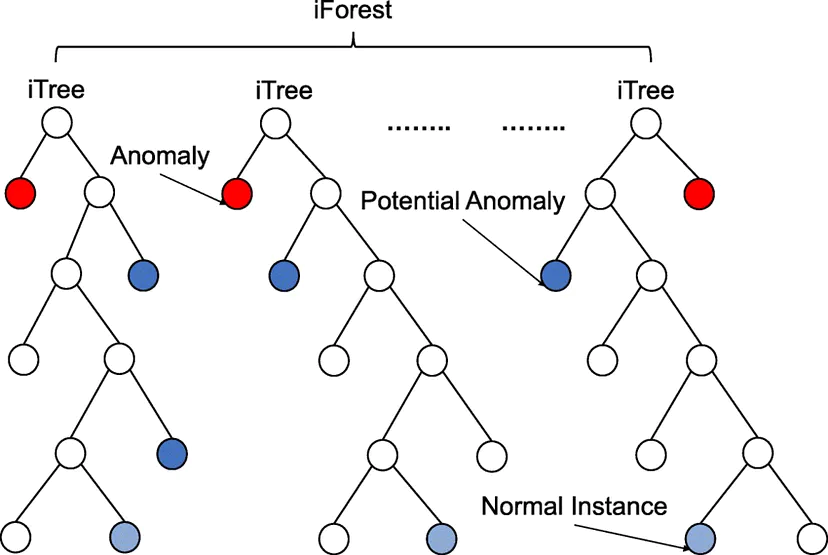 iForest
iTree
iTree
........
........
iTree
Anomaly
Potential Anomaly
Normal Instance